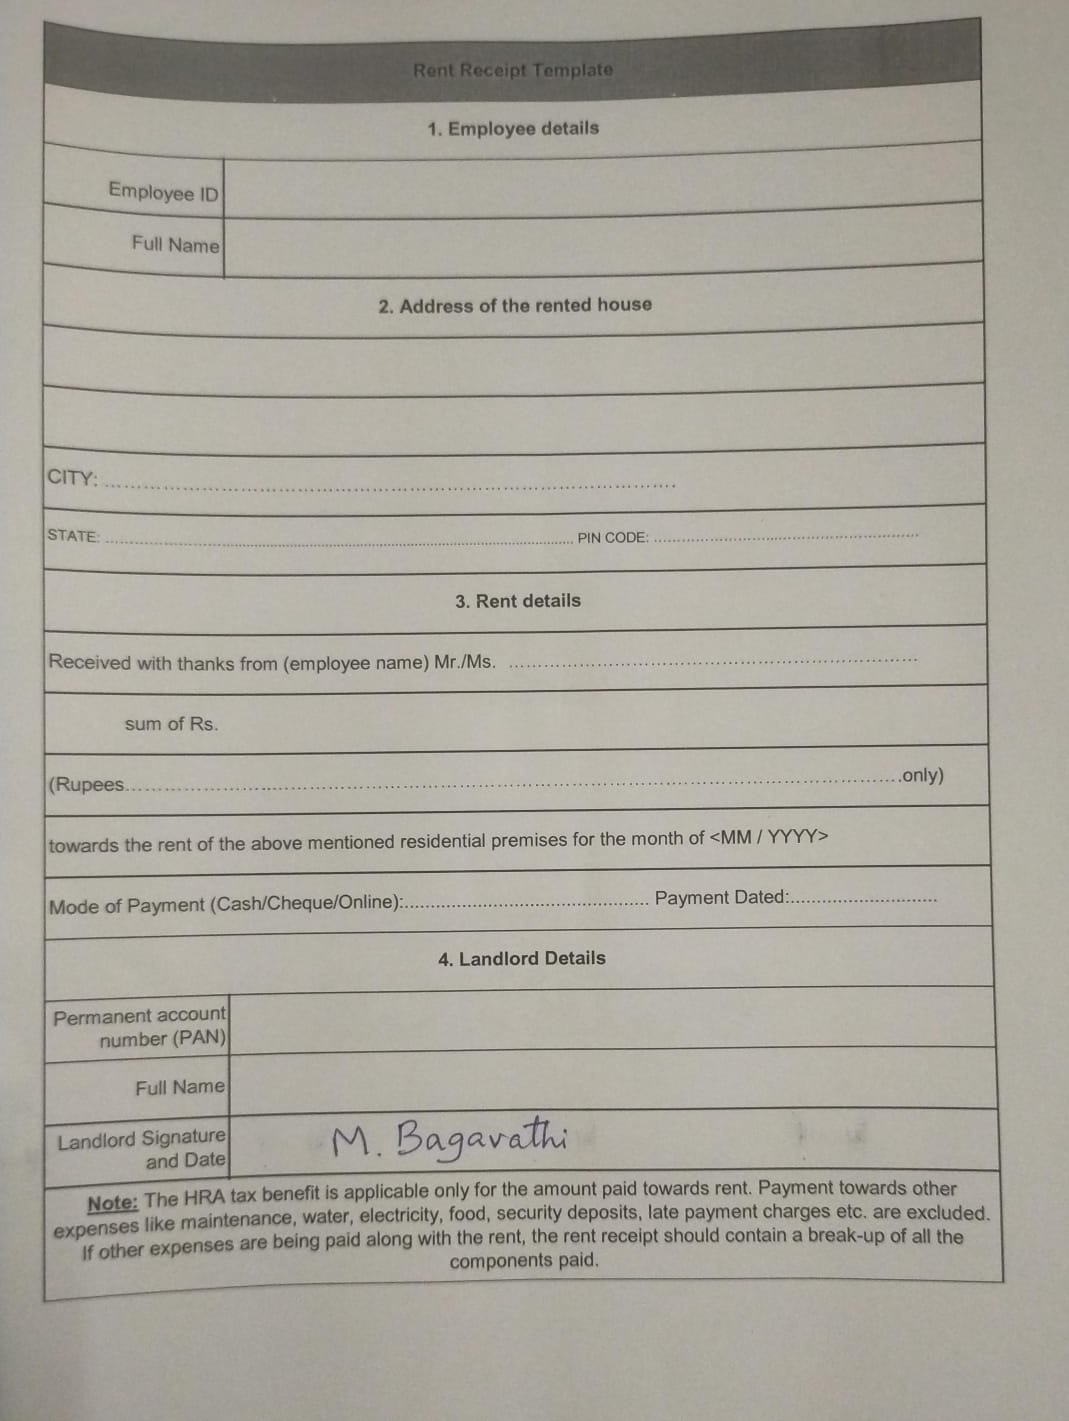 Rent Receipt Template
1. Employee details
Employee ID
Full Name
2. Address of the rented house
CITY: ........................................................................................................
STATE: ........................................................................................................ PIN CODE: ........................................................
3. Rent details
Received with thanks from (employee name) Mr./Ms. ........................................................................
sum of Rs.
(Rupees........................................................................................................................................only)
towards the rent of the above mentioned residential premises for the month of <MM / YYYY>
Mode of Payment (Cash/Cheque/Online):................................................ Payment Dated:............................
4. Landlord Details
Permanent account
number (PAN)
Full Name
Landlord Signature
and Date
M. Bagavathi
Note: The HRA tax benefit is applicable only for the amount paid towards rent. Payment towards other
expenses like maintenance, water, electricity, food, security deposits, late payment charges etc. are excluded.
If other expenses are being paid along with the rent, the rent receipt should contain a break-up of all the
components paid.